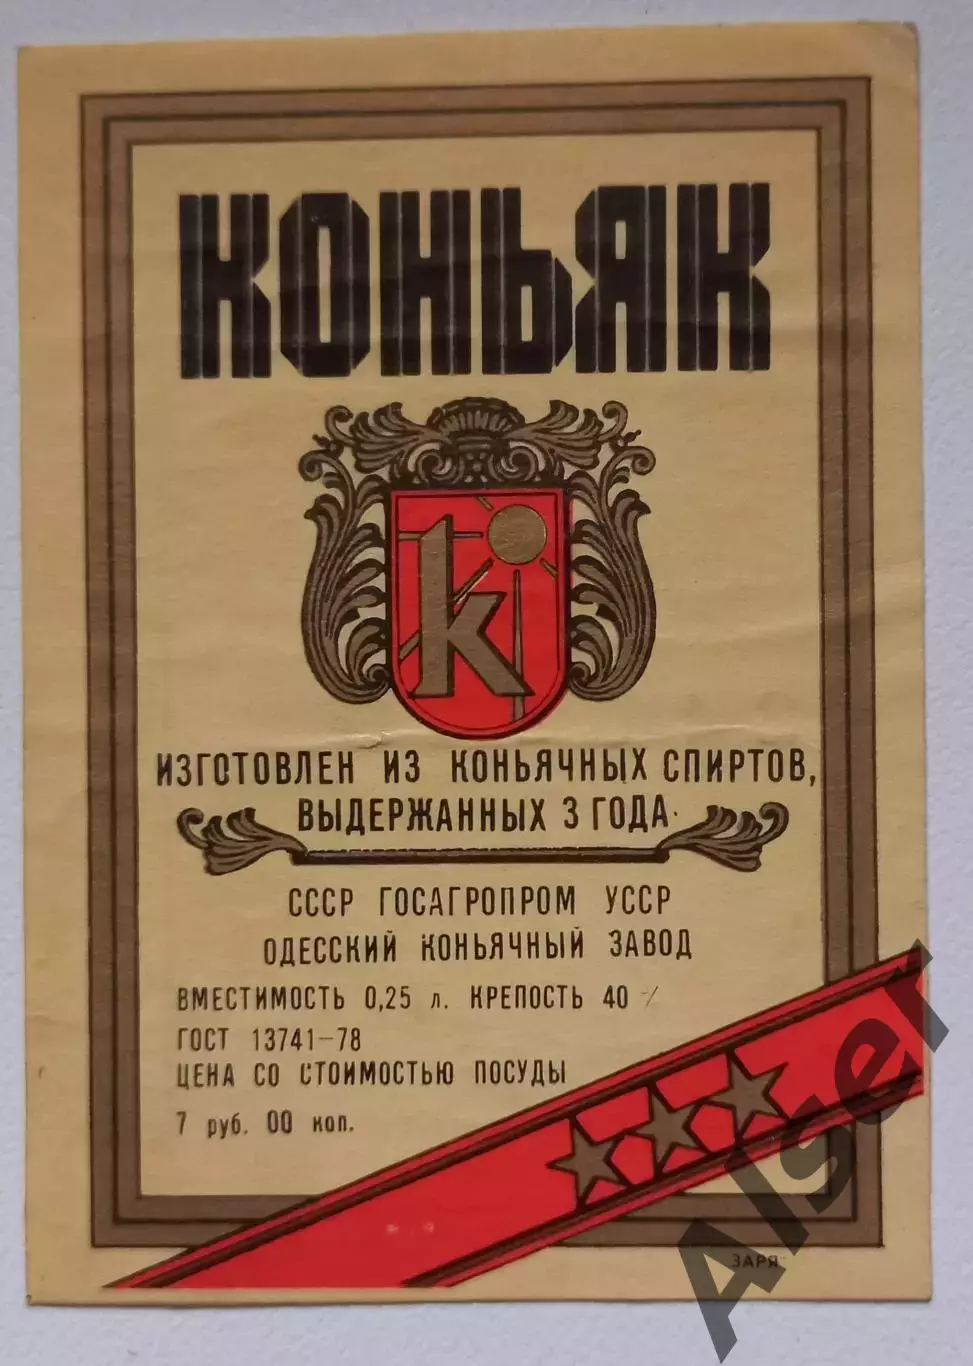 КОНЬЯК
k
ИЗГОТОВЛЕН ИЗ КОНЬЯЧНЫХ СПИРТОВ,
ВЫДЕРЖАННЫХ 3 ГОДА.
СССР ГОСАГРОПРОМ УССР
ОДЕССКИЙ КОНЬЯЧНЫЙ ЗАВОД
ВМЕСТИМОСТЬ 0,25 л. КРЕПОСТЬ 40 %
ГОСТ 13741-78
ЦЕНА СО СТОИМОСТЬЮ ПОСУДЫ
7 руб. 00 коп.
ЗАРЯ
Alser